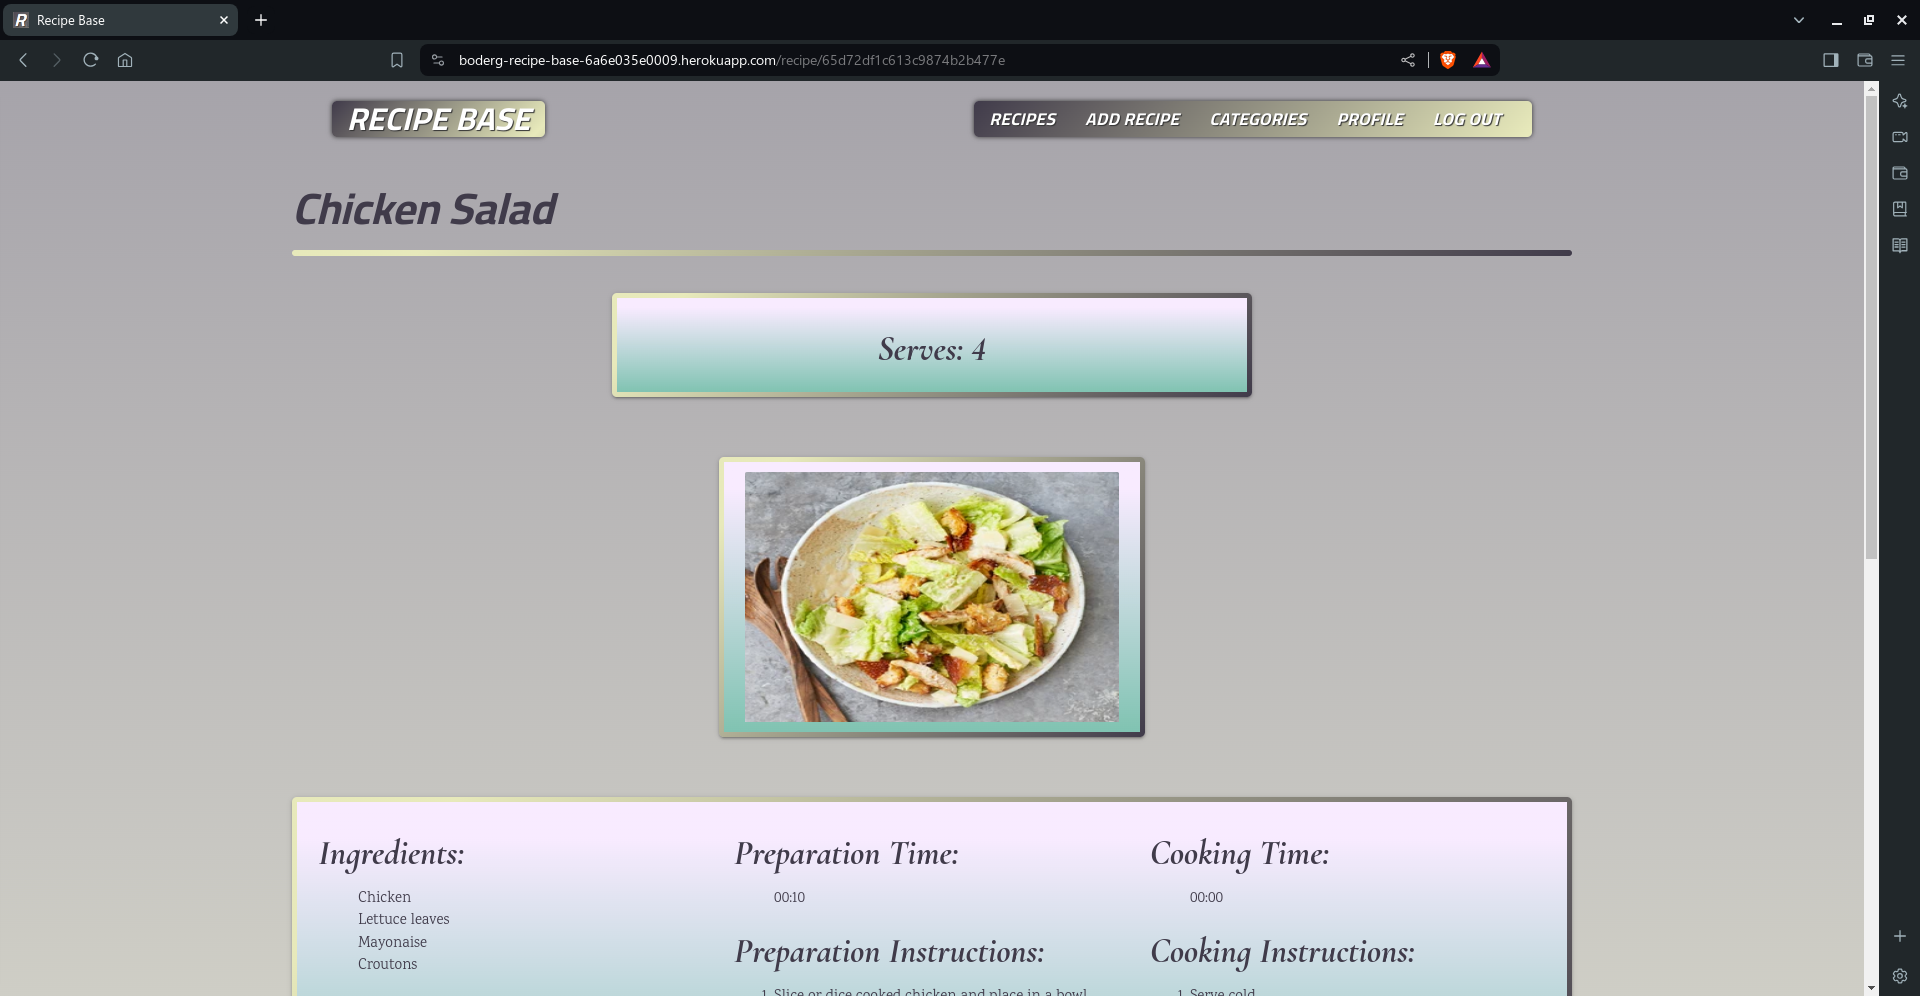 Recipe Base
boderg-recipe-base-6a6e035e0009.herokuapp.com/recipe/65d72df1c613c9874b2b477e
RECIPE BASE
RECIPES ADD RECIPE CATEGORIES PROFILE LOG OUT
Chicken Salad
Serves: 4
Ingredients:
Chicken
Lettuce leaves
Mayonaise
Croutons
Preparation Time:
00:10
Preparation Instructions:
1. Slice or dice cooked chicken and place in a bowl
Cooking Time:
00:00
Cooking Instructions:
1. Serve cold